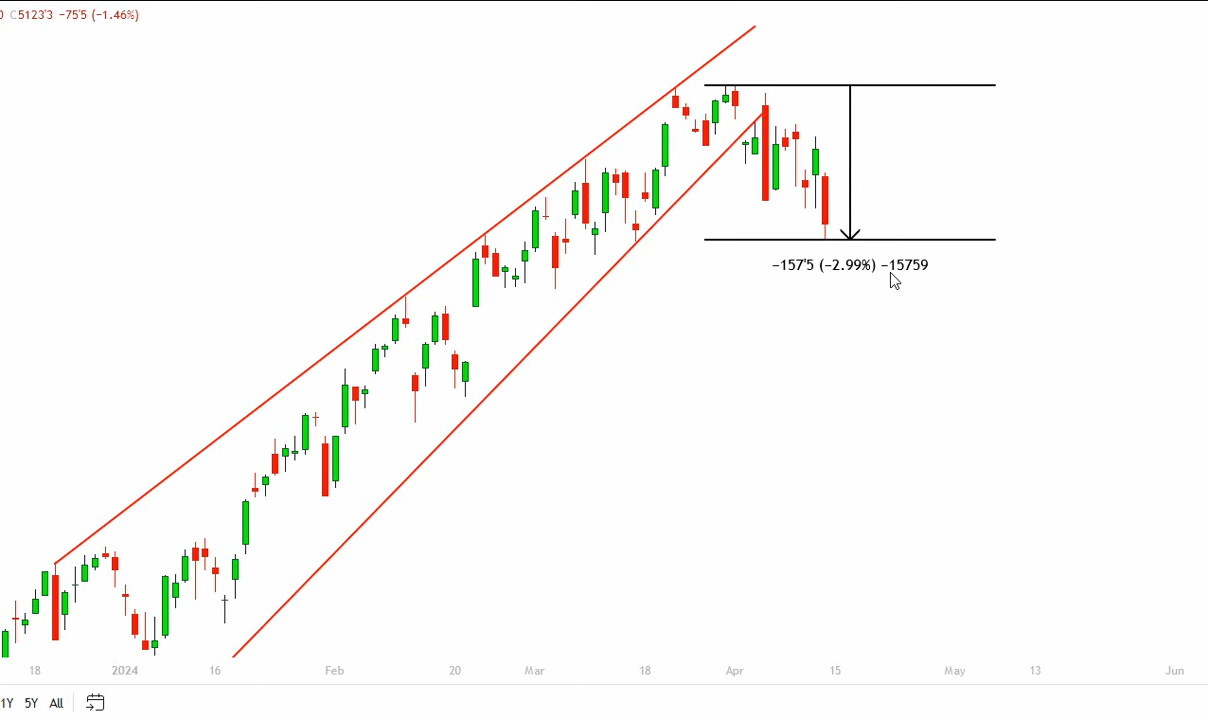 0 C5123'3 −75'5 (−1.46%)
−157'5 (−2.99%) −15759
18 2024 16 Feb 20 Mar 18 Apr 15 May 13 Jun
1Y 5Y All